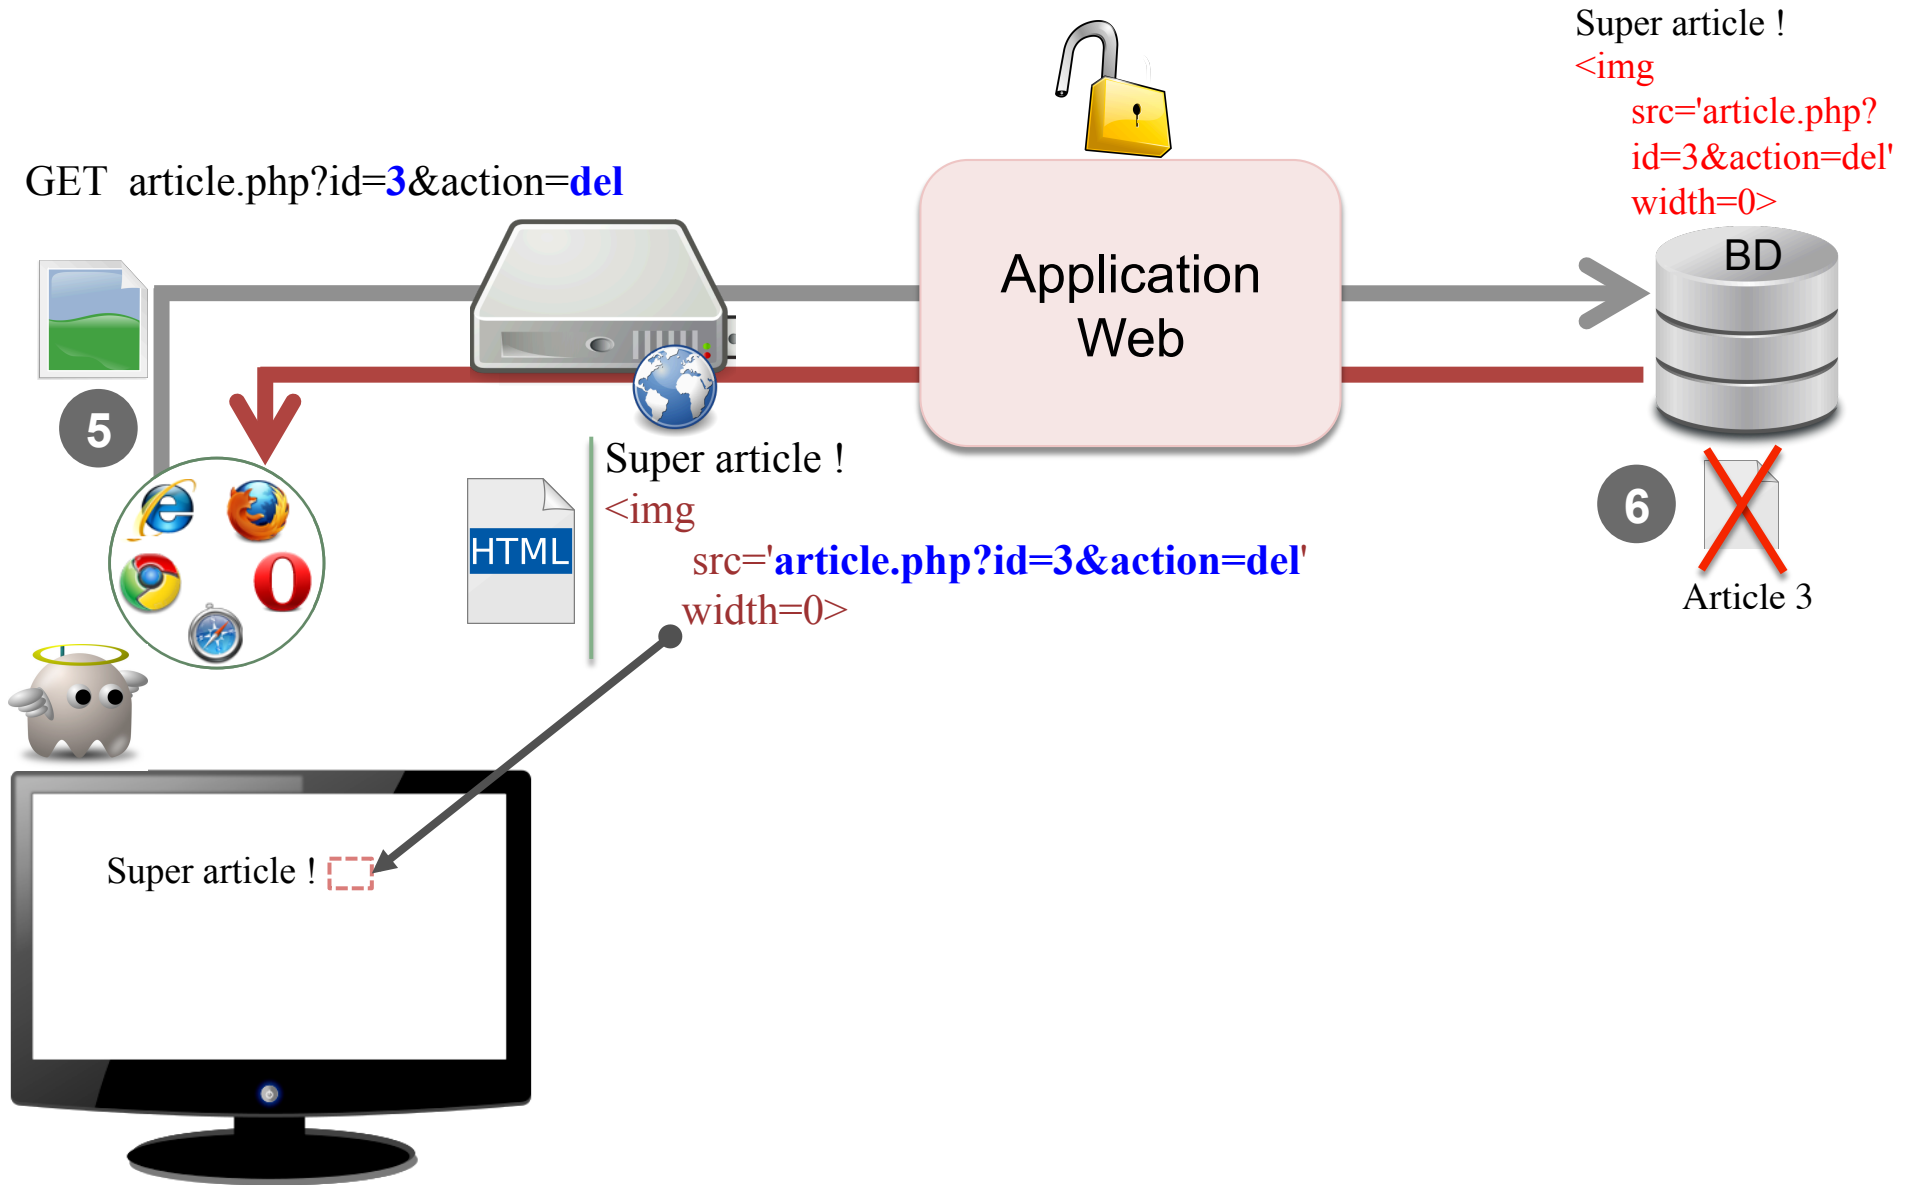 Super article !
<img
src='article.php?
id=3&action=del'
width=0>
GET article.php?id=3&action=del
Application
Web
BD
5
Super article !
<img
HTML
src='article.php?id=3&action=del'
width=0>
6
Article 3
Super article !